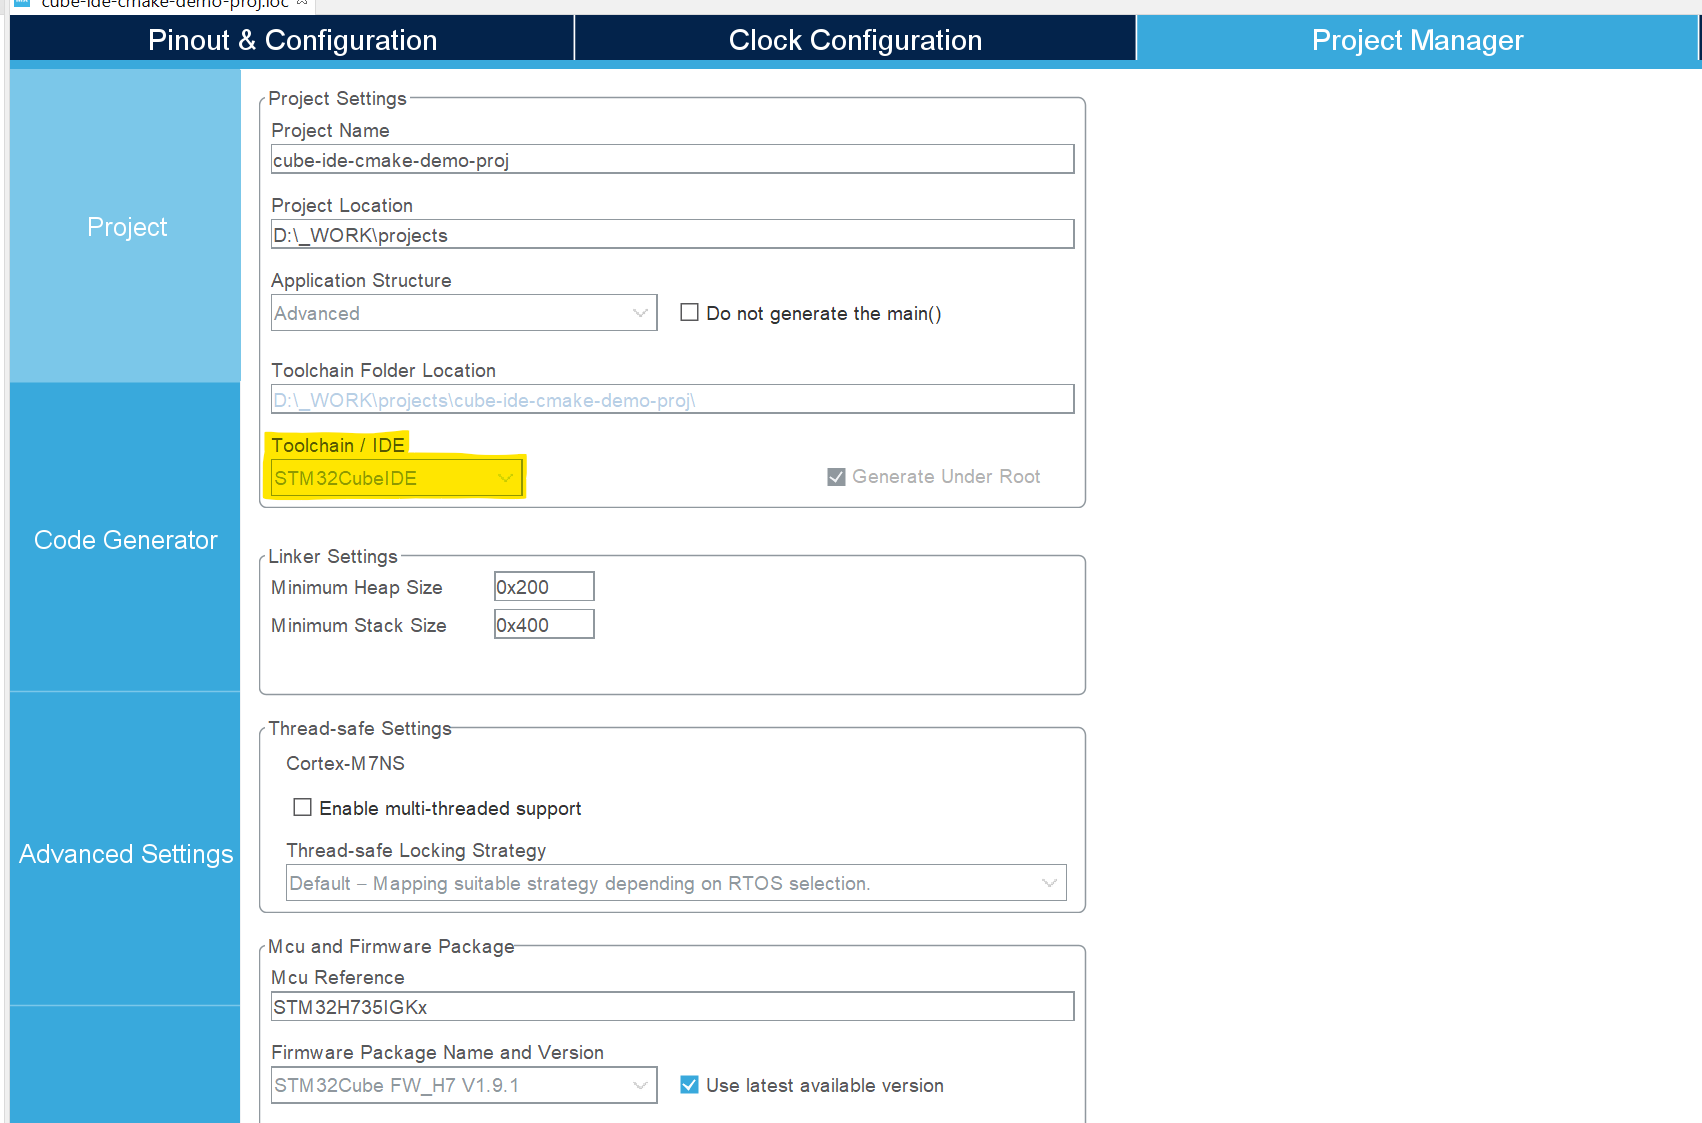 cube-ide-cmake-demo-proj.ioc
Pinout & Configuration
Clock Configuration
Project Manager
Project
Code Generator
Advanced Settings
Project Settings
Project Name
cube-ide-cmake-demo-proj
Project Location
D:\_WORK\projects
Application Structure
Advanced
Do not generate the main()
Toolchain Folder Location
D:\_WORK\projects\cube-ide-cmake-demo-proj\
Toolchain / IDE
STM32CubeIDE
Generate Under Root
Linker Settings
Minimum Heap Size
0x200
Minimum Stack Size
0x400
Thread-safe Settings
Cortex-M7NS
Enable multi-threaded support
Thread-safe Locking Strategy
Default – Mapping suitable strategy depending on RTOS selection.
Mcu and Firmware Package
Mcu Reference
STM32H735IGKx
Firmware Package Name and Version
STM32Cube FW_H7 V1.9.1
Use latest available version